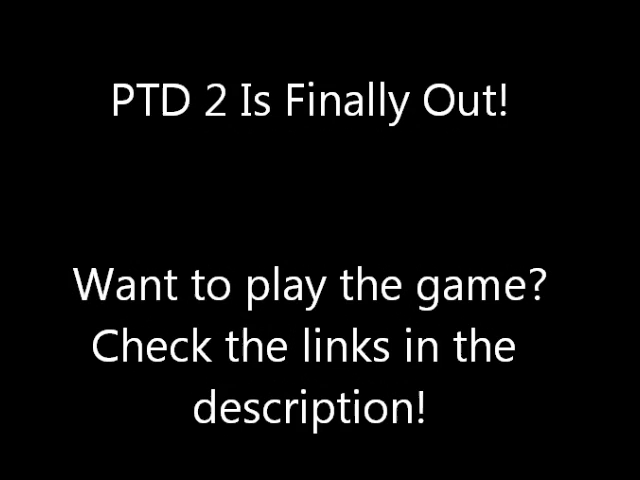 PTD 2 Is Finally Out!
Want to play the game?
Check the links in the
description!